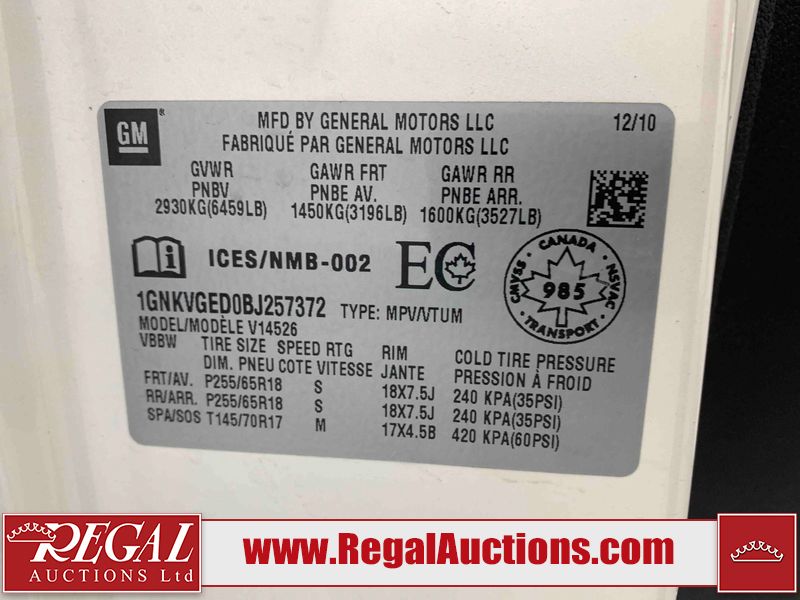 GM
MFD BY GENERAL MOTORS LLC 12/10
FABRIQUÉ PAR GENERAL MOTORS LLC
GVWR GAWR FRT GAWR RR
PNBV PNBE AV. PNBE ARR.
2930KG(6459LB) 1450KG(3196LB) 1600KG(3527LB)
i ICES/NMB-002 EC
CANADA
CMVSS 985 NSVAC
TRANSPORT
1GNKVGED0BJ257372 TYPE: MPV/VTUM
MODEL/MODÈLE V14526
VBBW TIRE SIZE SPEED RTG RIM COLD TIRE PRESSURE
DIM. PNEU COTE VITESSE JANTE PRESSION À FROID
FRT/AV. P255/65R18 S 18X7.5J 240 KPA(35PSI)
RR/ARR. P255/65R18 S 18X7.5J 240 KPA(35PSI)
SPA/SOS T145/70R17 M 17X4.5B 420 KPA(60PSI)
REGAL
AUCTIONS Ltd
www.RegalAuctions.com